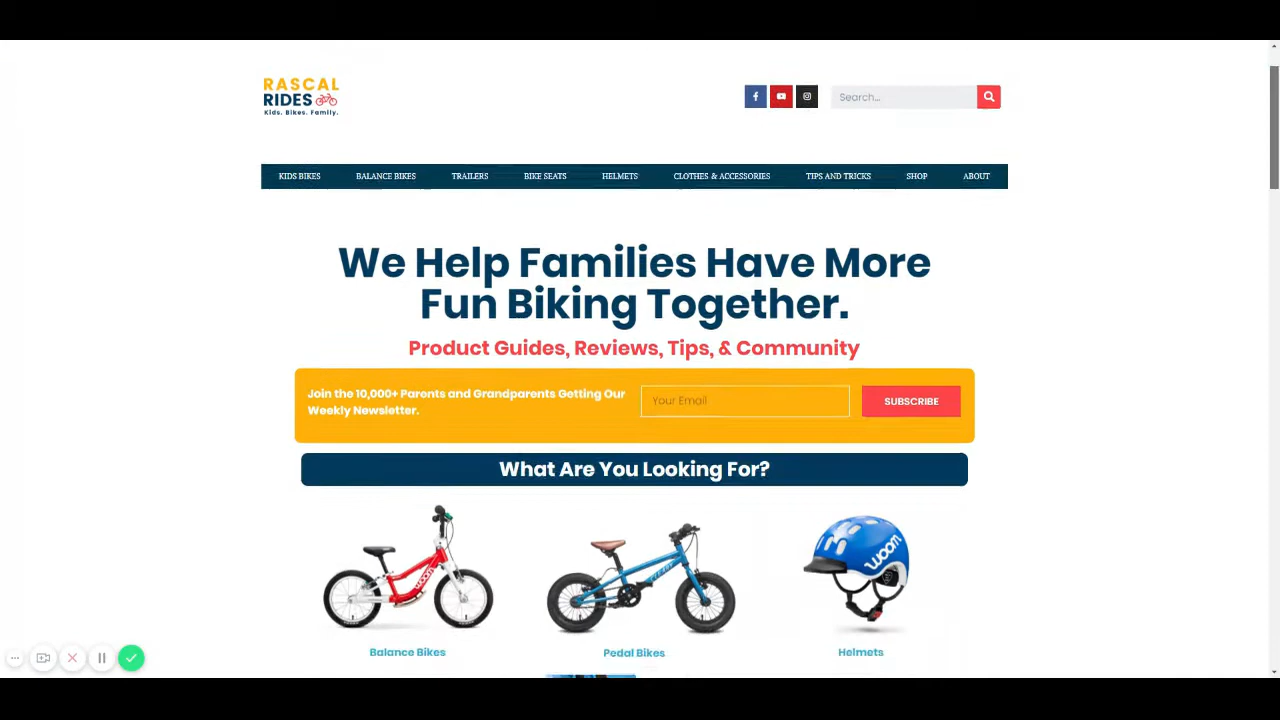 RASCAL
RIDES
Kids. Bikes. Family.
Search...
KIDS BIKES BALANCE BIKES TRAILERS BIKE SEATS HELMETS CLOTHES & ACCESSORIES TIPS AND TRICKS SHOP ABOUT
We Help Families Have More
Fun Biking Together.
Product Guides, Reviews, Tips, & Community
Join the 10,000+ Parents and Grandparents Getting Our
Weekly Newsletter.
Your Email
SUBSCRIBE
What Are You Looking For?
woom
woom
Balance Bikes Pedal Bikes Helmets